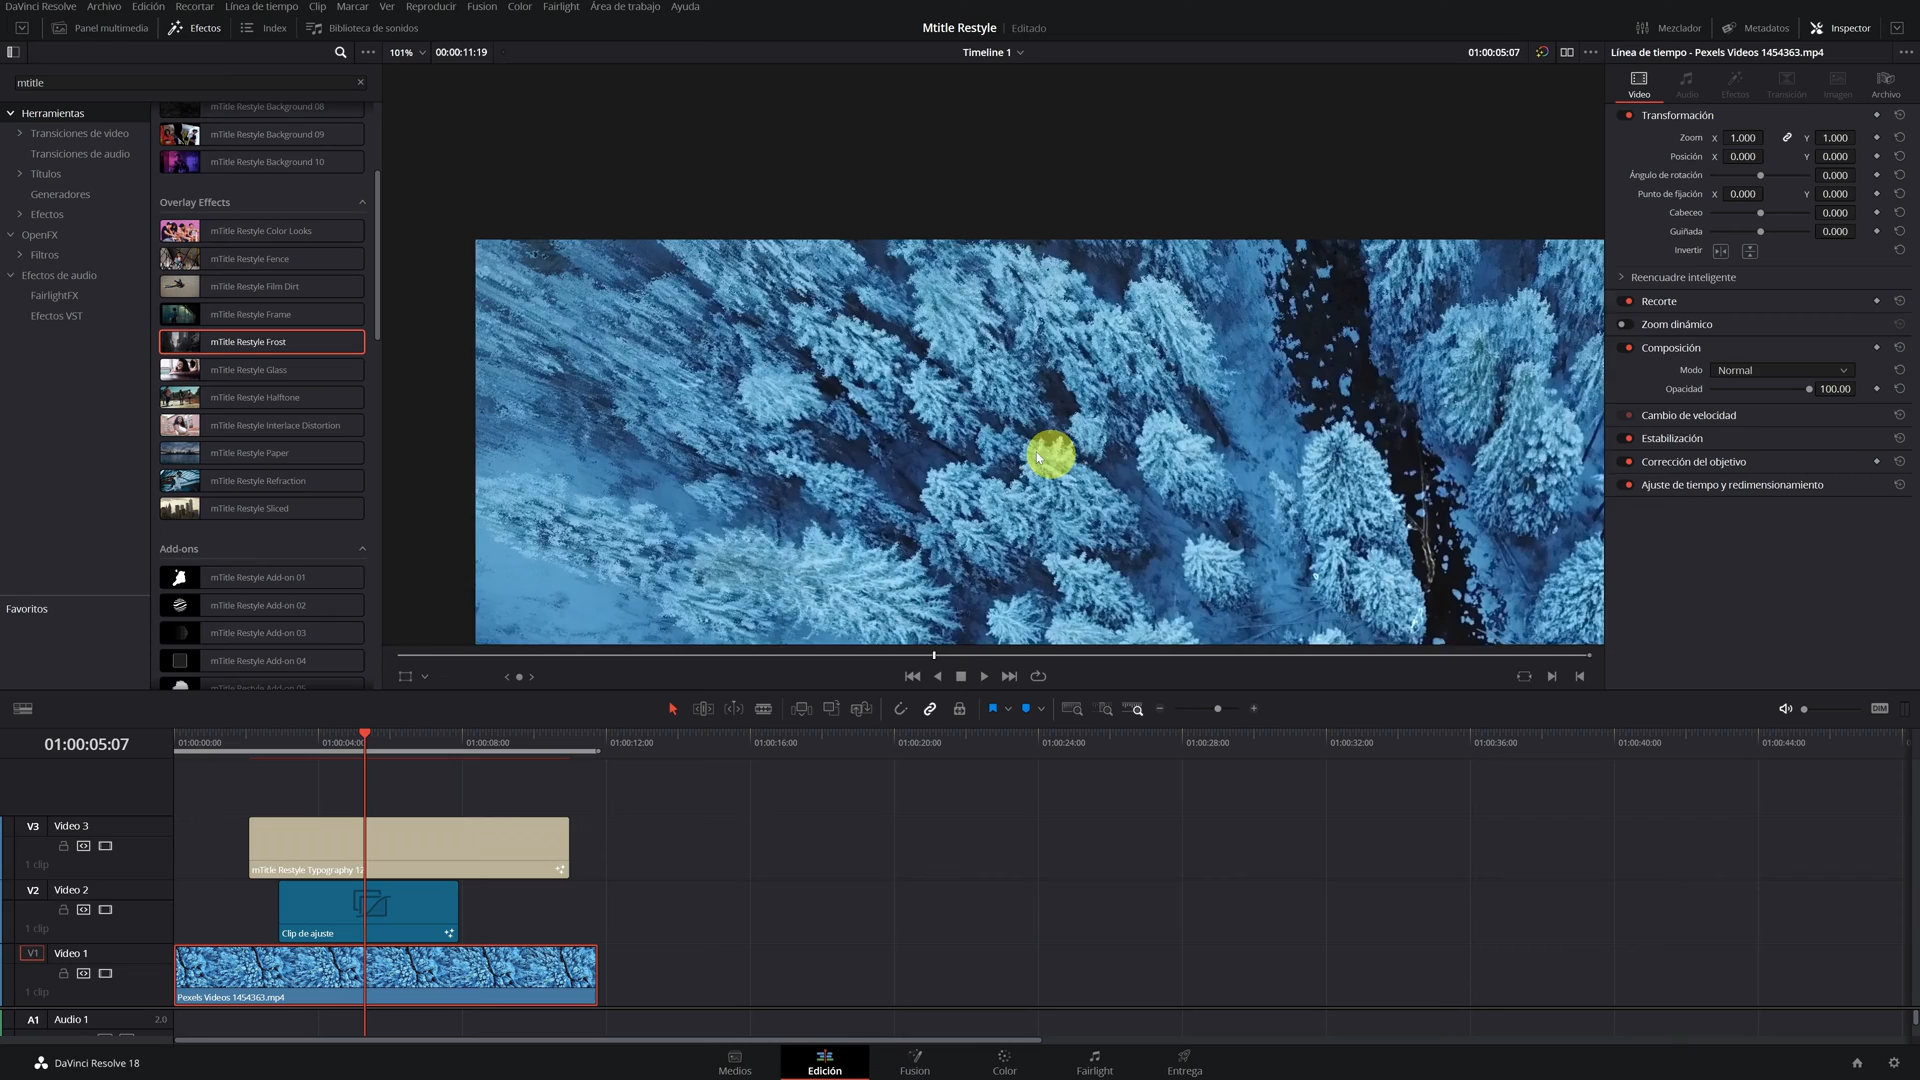 DaVinci Resolve Archivo Edición Recortar Línea de tiempo Clip Marcar Ver Reproducir Fusion Color Fairlight Área de trabajo Ayuda
Panel multimedia Efectos Index Biblioteca de sonidos Mtitle Restyle Editado Mezclador Metadatos Inspector
101% 00:00:11:19 Timeline 1 01:00:05:07 Línea de tiempo - Pexels Videos 1454363.mp4
mtitle
Video Audio Efectos Transición Imagen Archivo
Herramientas
Transiciones de video
Transiciones de audio
Títulos
Generadores
Efectos
OpenFX
Filtros
Efectos de audio
FairlightFX
Efectos VST
Favoritos
mTitle Restyle Background 08
mTitle Restyle Background 09
mTitle Restyle Background 10
Overlay Effects
mTitle Restyle Color Looks
mTitle Restyle Fence
mTitle Restyle Film Dirt
mTitle Restyle Frame
mTitle Restyle Frost
mTitle Restyle Glass
mTitle Restyle Halftone
mTitle Restyle Interlace Distortion
mTitle Restyle Paper
mTitle Restyle Refraction
mTitle Restyle Sliced
Add-ons
mTitle Restyle Add-on 01
mTitle Restyle Add-on 02
mTitle Restyle Add-on 03
mTitle Restyle Add-on 04
mTitle Restyle Add-on 05
Transformación
Zoom X 1.000 Y 1.000
Posición X 0.000 Y 0.000
Ángulo de rotación 0.000
Punto de fijación X 0.000 Y 0.000
Cabeceo 0.000
Guiñada 0.000
Invertir
Reencuadre inteligente
Recorte
Zoom dinámico
Composición
Modo Normal
Opacidad 100.00
Cambio de velocidad
Estabilización
Corrección del objetivo
Ajuste de tiempo y redimensionamiento
DIM
01:00:05:07 01:00:00:00 01:00:04:00 01:00:08:00 01:00:12:00 01:00:16:00 01:00:20:00 01:00:24:00 01:00:28:00 01:00:32:00 01:00:36:00 01:00:40:00 01:00:44:00
V3 Video 3
1 clip
mTitle Restyle Typography 12
V2 Video 2
1 clip
Clip de ajuste
V1 Video 1
1 clip
Pexels Videos 1454363.mp4
A1 Audio 1 2.0
DaVinci Resolve 18
Medios Edición Fusion Color Fairlight Entrega